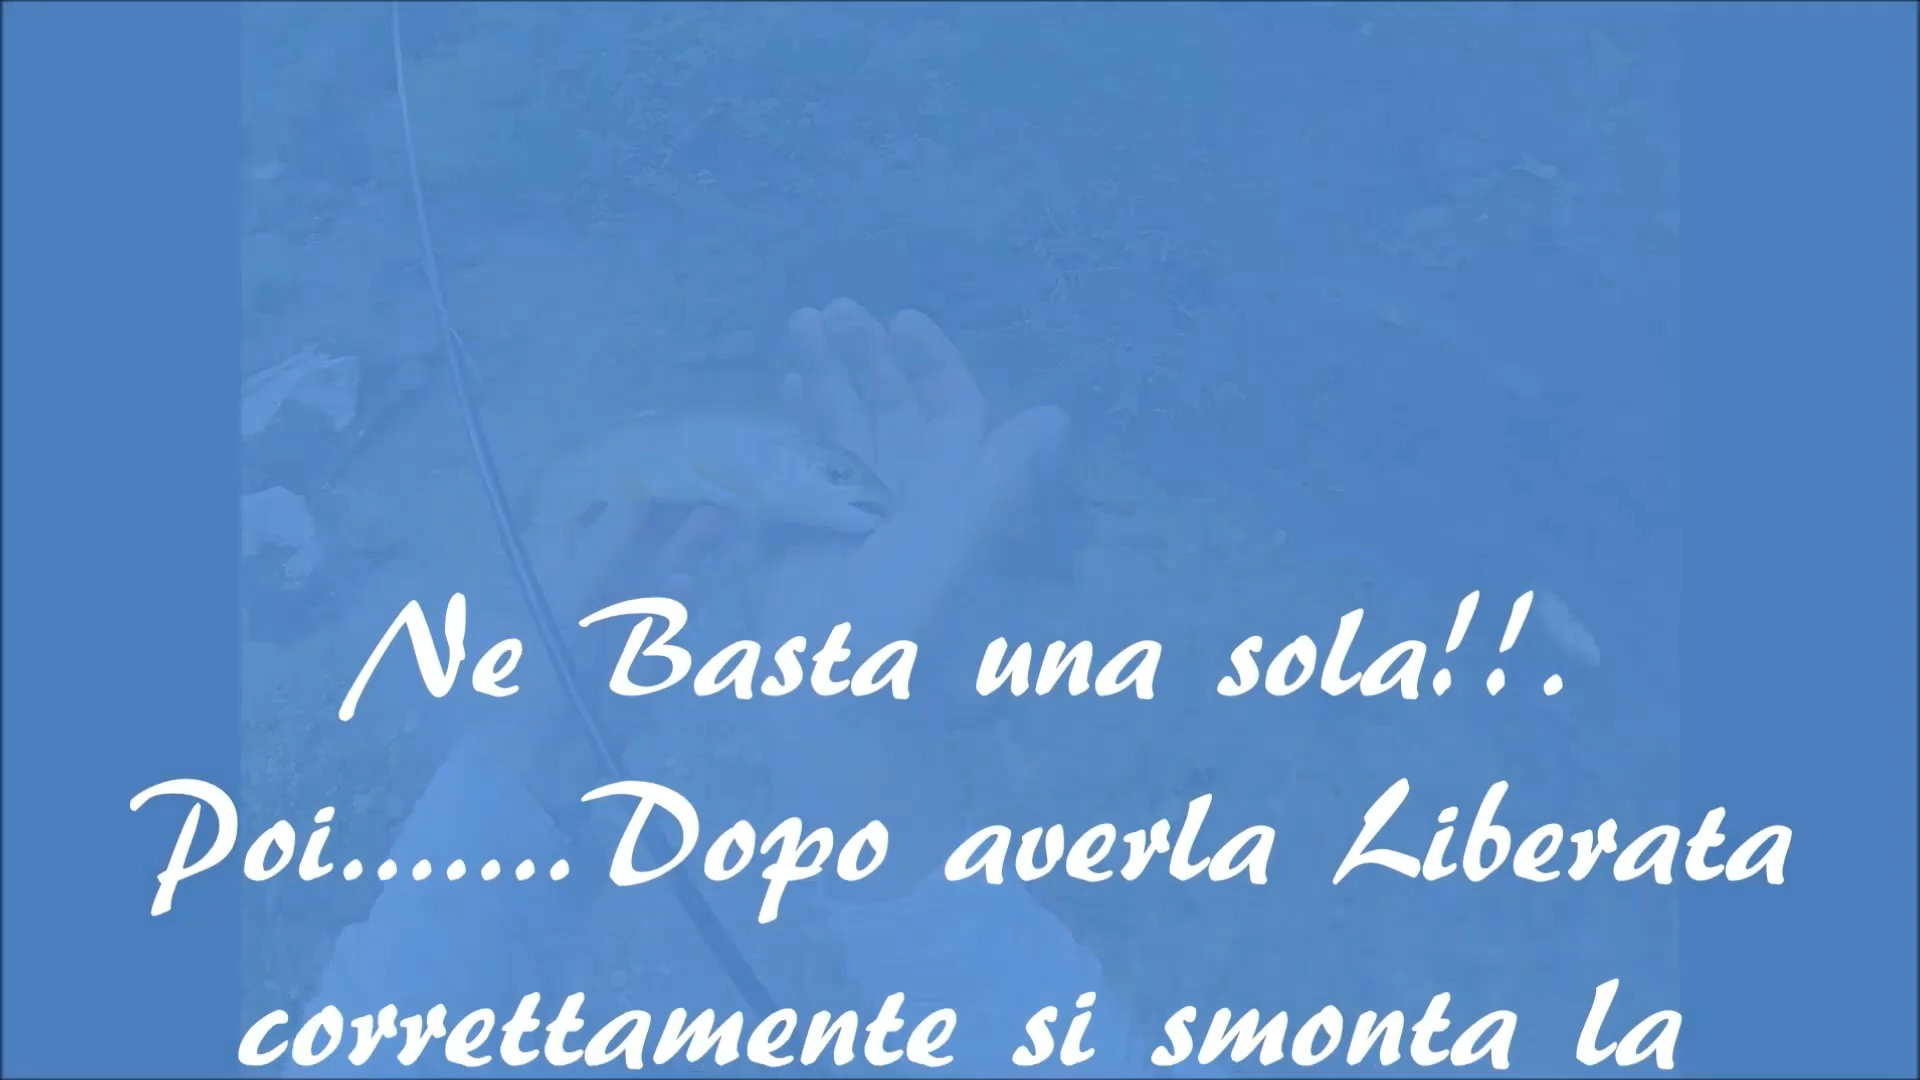 Ne Basta una sola!!.
Poi.......Dopo averla Liberata
correttamente si smonta la